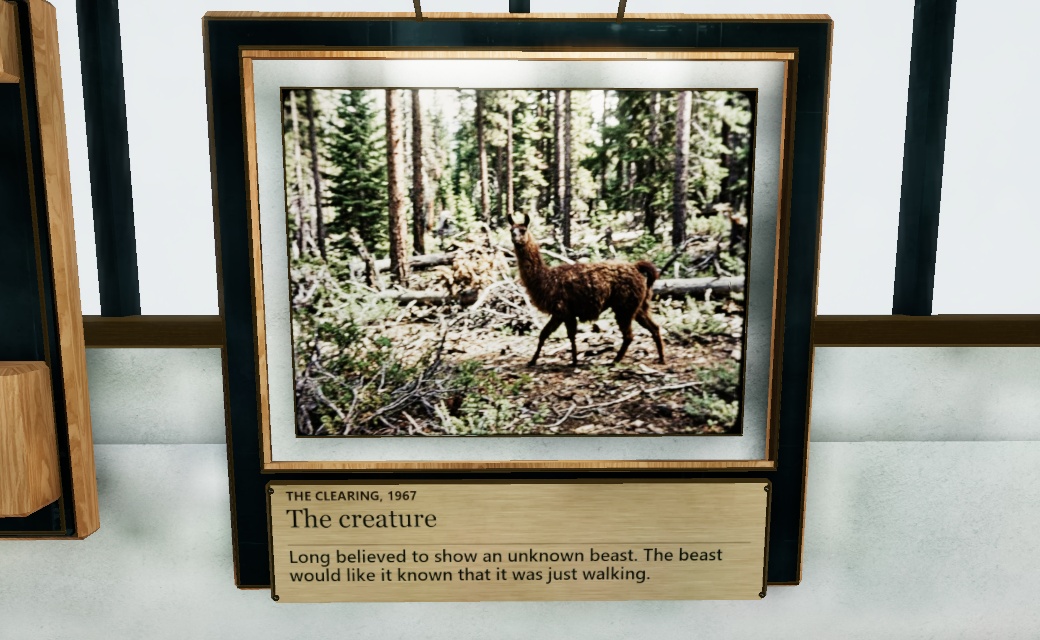 THE CLEARING, 1967
The creature
Long believed to show an unknown beast. The beast
would like it known that it was just walking.